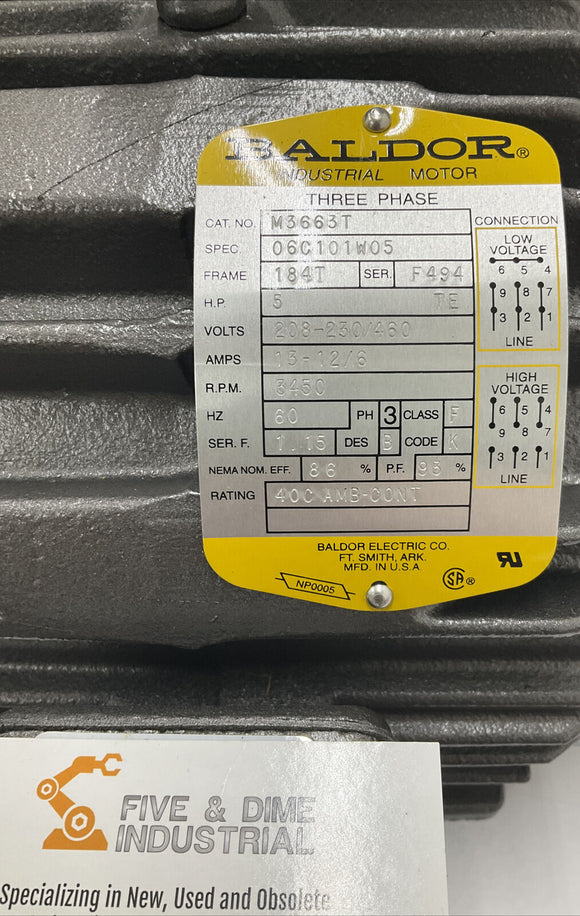 BALDOR®
INDUSTRIAL MOTOR
THREE PHASE
CAT. NO. M3663T
SPEC. 06C101W05
FRAME 184T SER. F494
H.P. 5 TE
VOLTS 208-230/460
AMPS 13-12/6
R.P.M. 3450
HZ 60 PH 3 CLASS F
SER. F. 1.15 DES B CODE K
NEMA NOM. EFF. 86 % P.F. 93 %
RATING 40C AMB-CONT
CONNECTION
LOW
VOLTAGE
6 5 4
9 8 7
3 2 1
LINE
HIGH
VOLTAGE
6 5 4
9 8 7
3 2 1
LINE
BALDOR ELECTRIC CO.
FT. SMITH, ARK.
MFD. IN U.S.A.
NP0005
SA®
FIVE & DIME
INDUSTRIAL
Specializing in New, Used and Obsolete